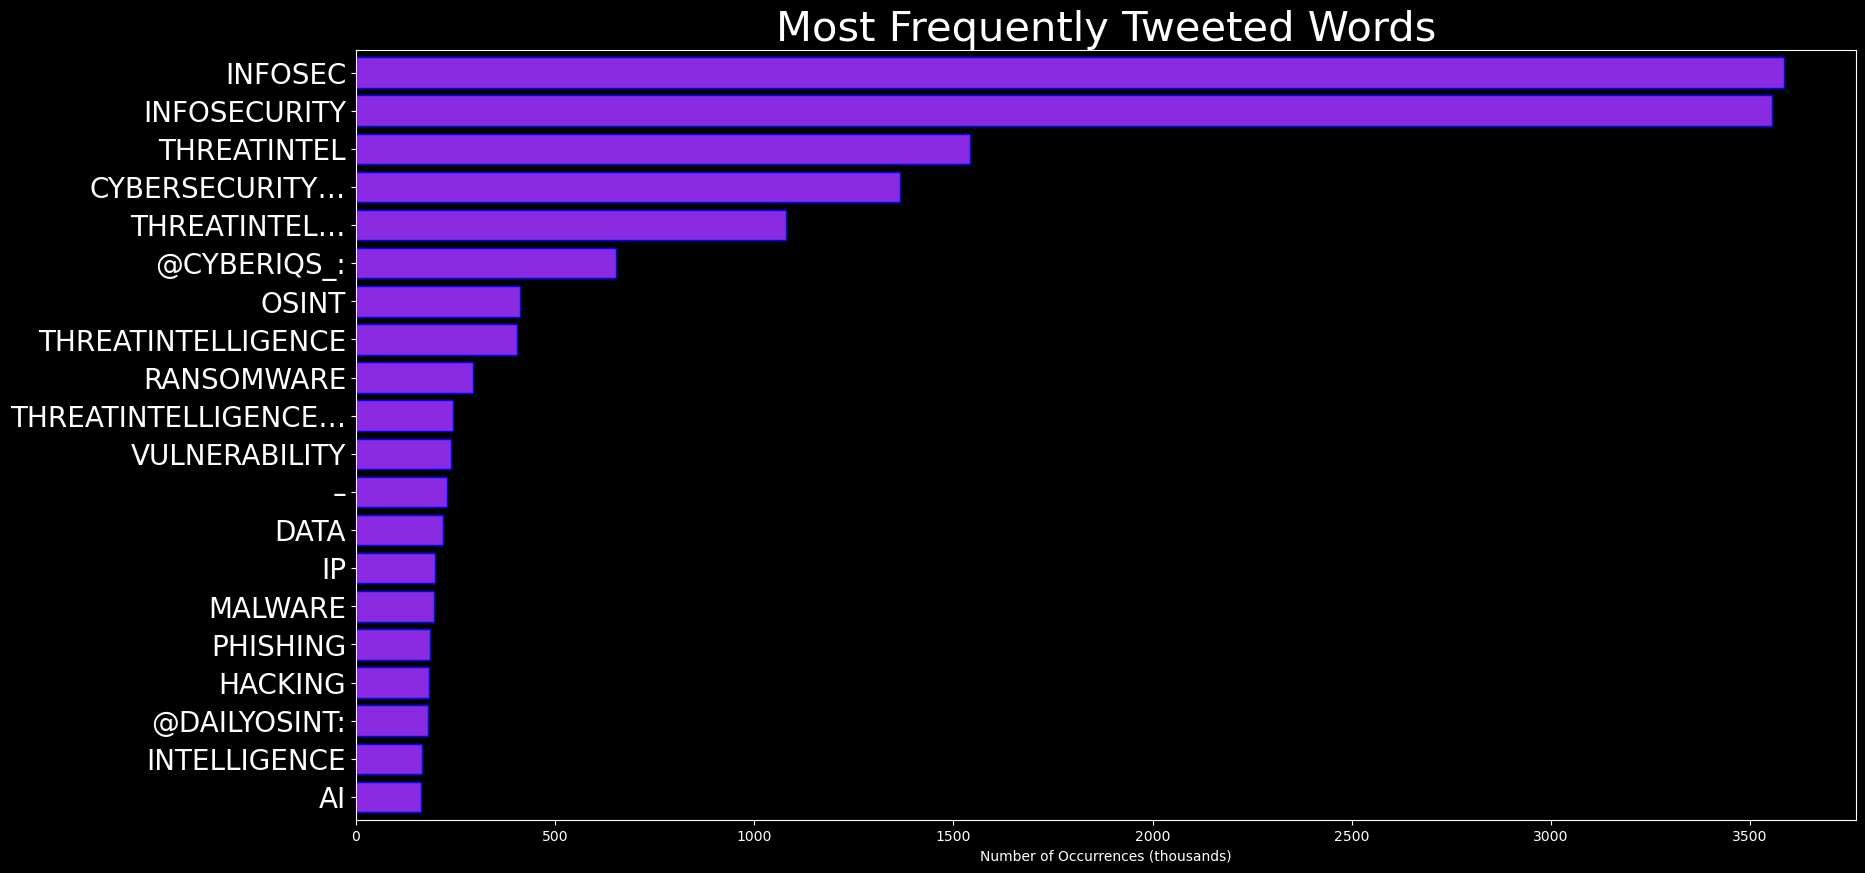 Most Frequently Tweeted Words
INFOSEC
INFOSECURITY
THREATINTEL
CYBERSECURITY…
THREATINTEL…
@CYBERIQS_:
OSINT
THREATINTELLIGENCE
RANSOMWARE
THREATINTELLIGENCE…
VULNERABILITY
–
DATA
IP
MALWARE
PHISHING
HACKING
@DAILYOSINT:
INTELLIGENCE
AI
0 500 1000 1500 2000 2500 3000 3500
Number of Occurrences (thousands)